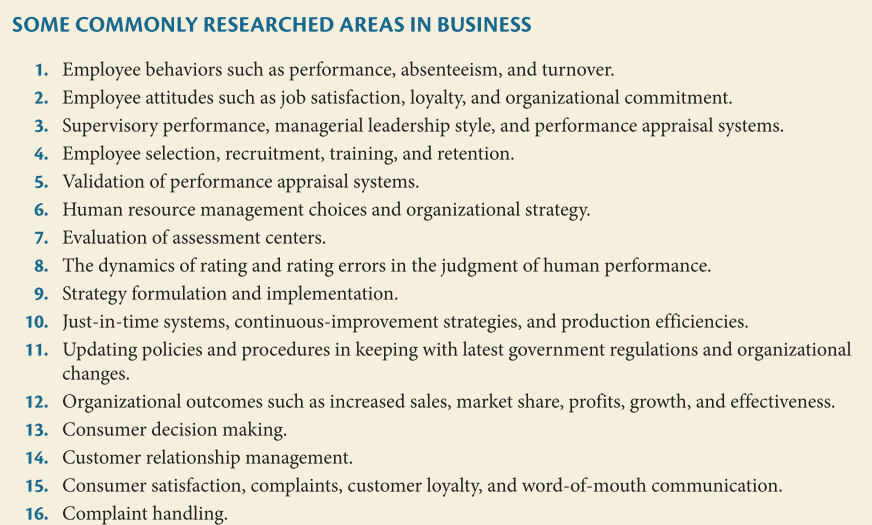 SOME COMMONLY RESEARCHED AREAS IN BUSINESS
1. Employee behaviors such as performance, absenteeism, and turnover.
2. Employee attitudes such as job satisfaction, loyalty, and organizational commitment.
3. Supervisory performance, managerial leadership style, and performance appraisal systems.
4. Employee selection, recruitment, training, and retention.
5. Validation of performance appraisal systems.
6. Human resource management choices and organizational strategy.
7. Evaluation of assessment centers.
8. The dynamics of rating and rating errors in the judgment of human performance.
9. Strategy formulation and implementation.
10. Just-in-time systems, continuous-improvement strategies, and production efficiencies.
11. Updating policies and procedures in keeping with latest government regulations and organizational
changes.
12. Organizational outcomes such as increased sales, market share, profits, growth, and effectiveness.
13. Consumer decision making.
14. Customer relationship management.
15. Consumer satisfaction, complaints, customer loyalty, and word-of-mouth communication.
16. Complaint handling.